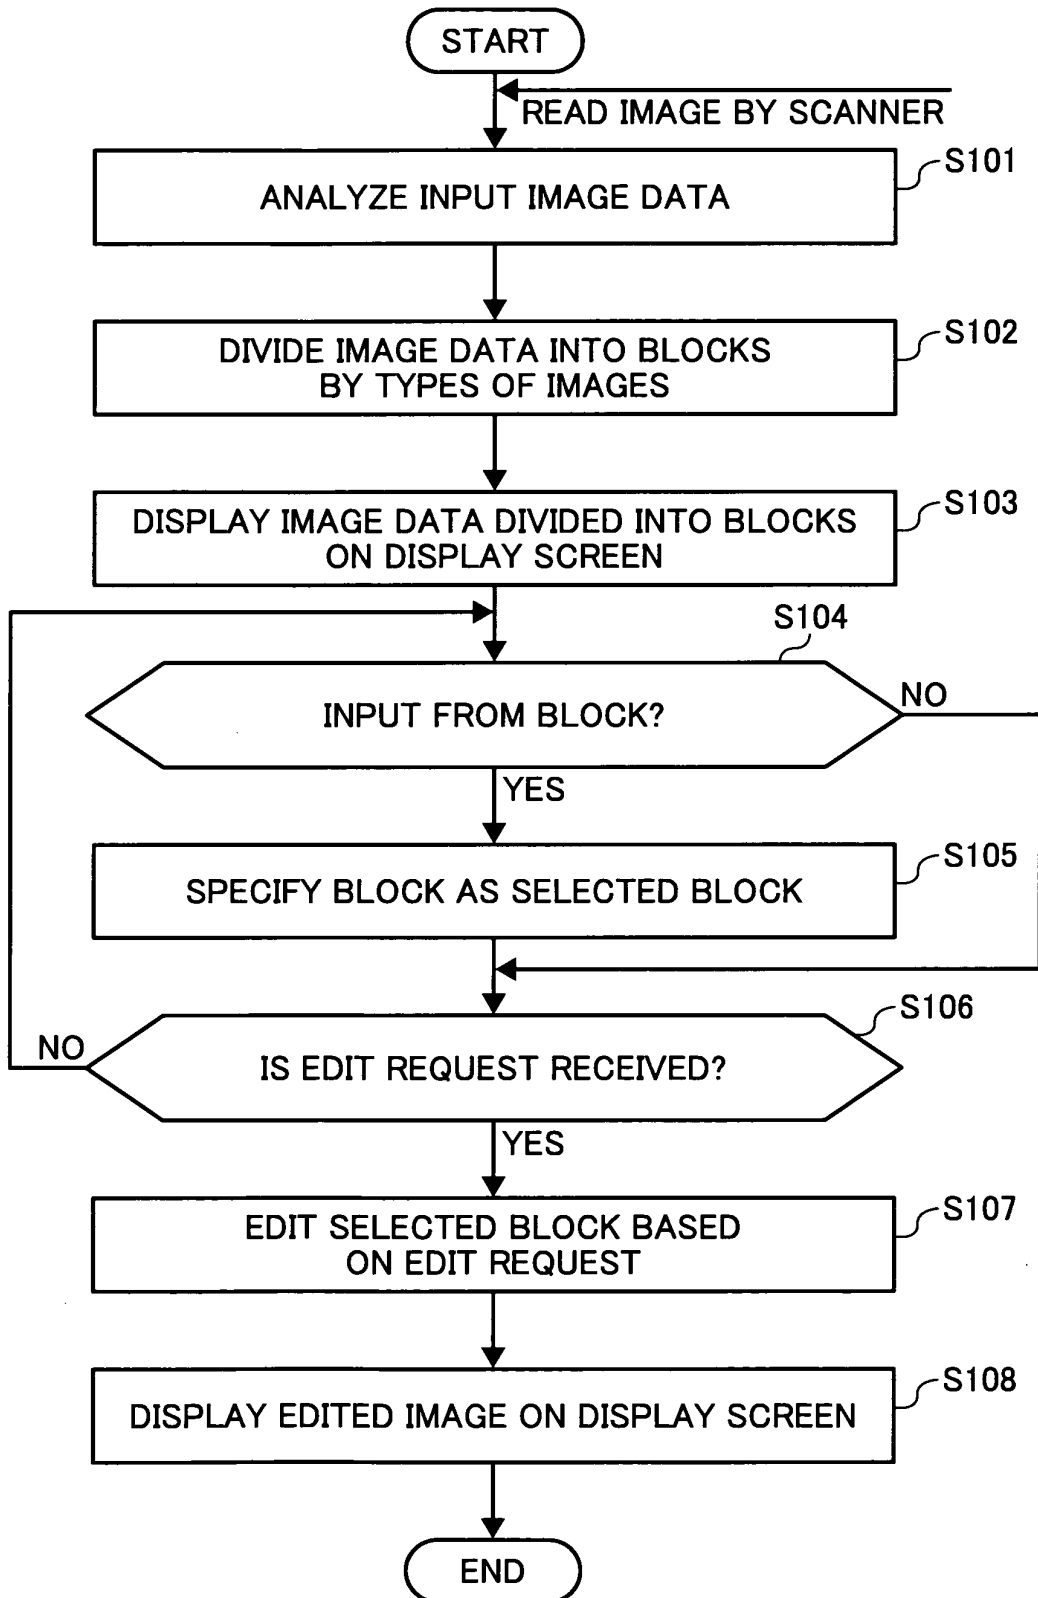 START
READ IMAGE BY SCANNER
S101
ANALYZE INPUT IMAGE DATA
S102
DIVIDE IMAGE DATA INTO BLOCKS
BY TYPES OF IMAGES
S103
DISPLAY IMAGE DATA DIVIDED INTO BLOCKS
ON DISPLAY SCREEN
S104
NO
INPUT FROM BLOCK?
YES
S105
SPECIFY BLOCK AS SELECTED BLOCK
S106
NO
IS EDIT REQUEST RECEIVED?
YES
S107
EDIT SELECTED BLOCK BASED
ON EDIT REQUEST
S108
DISPLAY EDITED IMAGE ON DISPLAY SCREEN
END